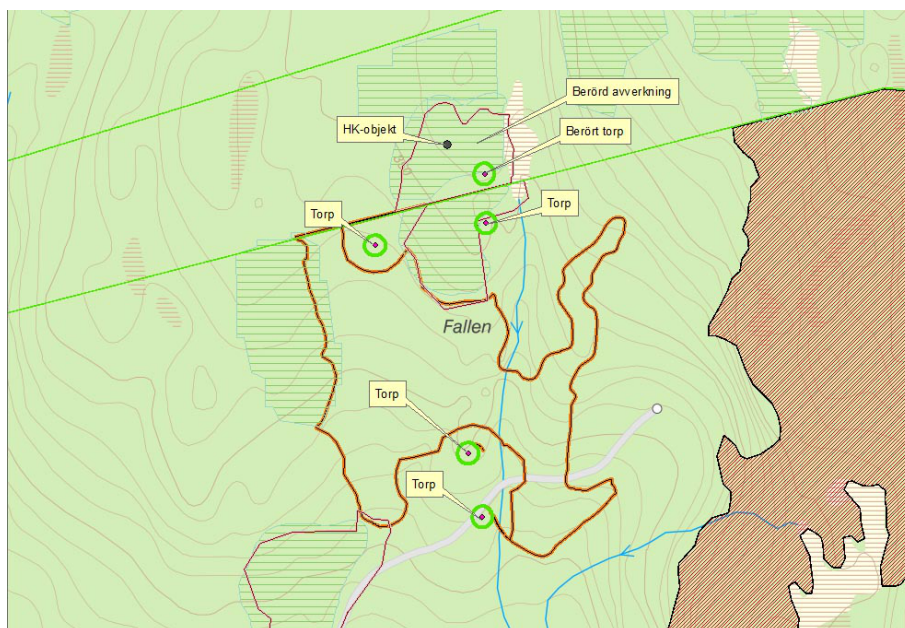 Berörd avverkning
HK-objekt
Berört torp
Torp
Torp
Fallen
Torp
Torp